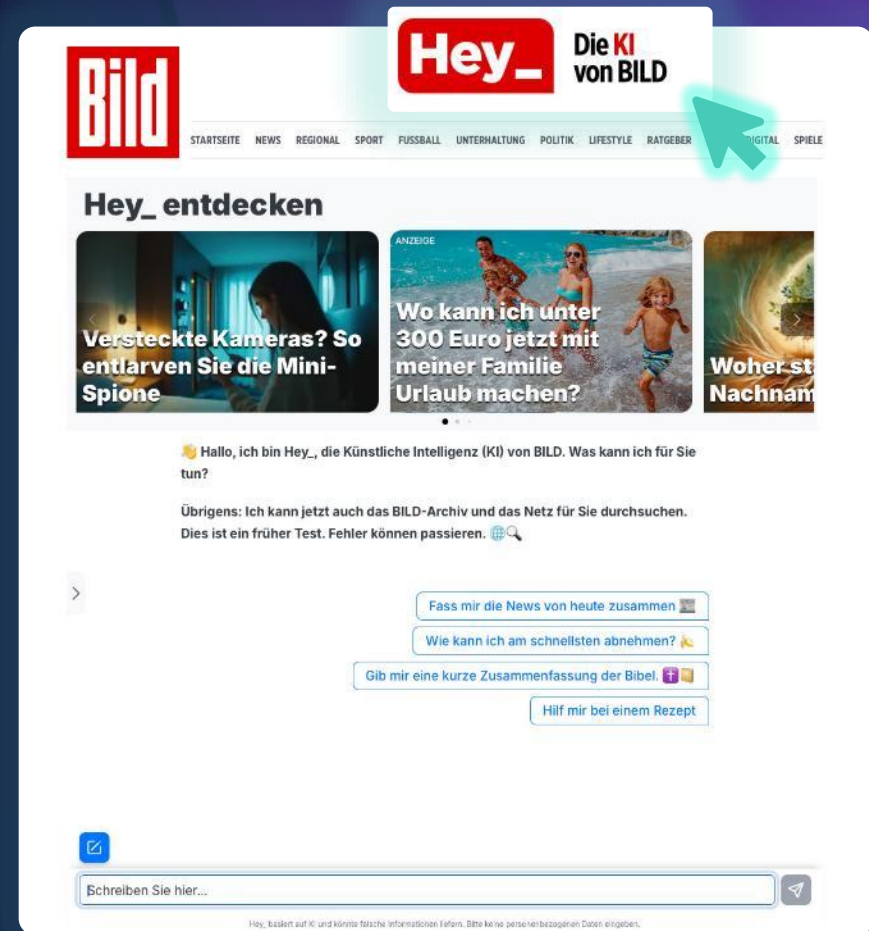 Bild
Hey_
Die KI
von BILD
STARTSEITE NEWS REGIONAL SPORT FUSSBALL UNTERHALTUNG POLITIK LIFESTYLE RATGEBER DIGITAL SPIELE
Hey_ entdecken
Versteckte Kameras? So
entlarven Sie die Mini-
Spione
ANZEIGE
Wo kann ich unter
300 Euro jetzt mit
meiner Familie
Urlaub machen?
Woher
👋 Hallo, ich bin Hey_, die Künstliche Intelligenz (KI) von BILD. Was kann ich für Sie
tun?
Übrigens: Ich kann jetzt auch das BILD-Archiv und das Netz für Sie durchsuchen.
Dies ist ein früher Test. Fehler können passieren. 🌐🔍
Fass mir die News von heute zusammen
Wie kann ich am schnellsten abnehmen?
Gib mir eine kurze Zusammenfassung der Bibel.
Hilf mir bei einem Rezept
Schreiben Sie hier...
Hey_ basiert auf KI und könnte falsche Informationen liefern. Bitte keine personenbezogenen Daten eingeben.